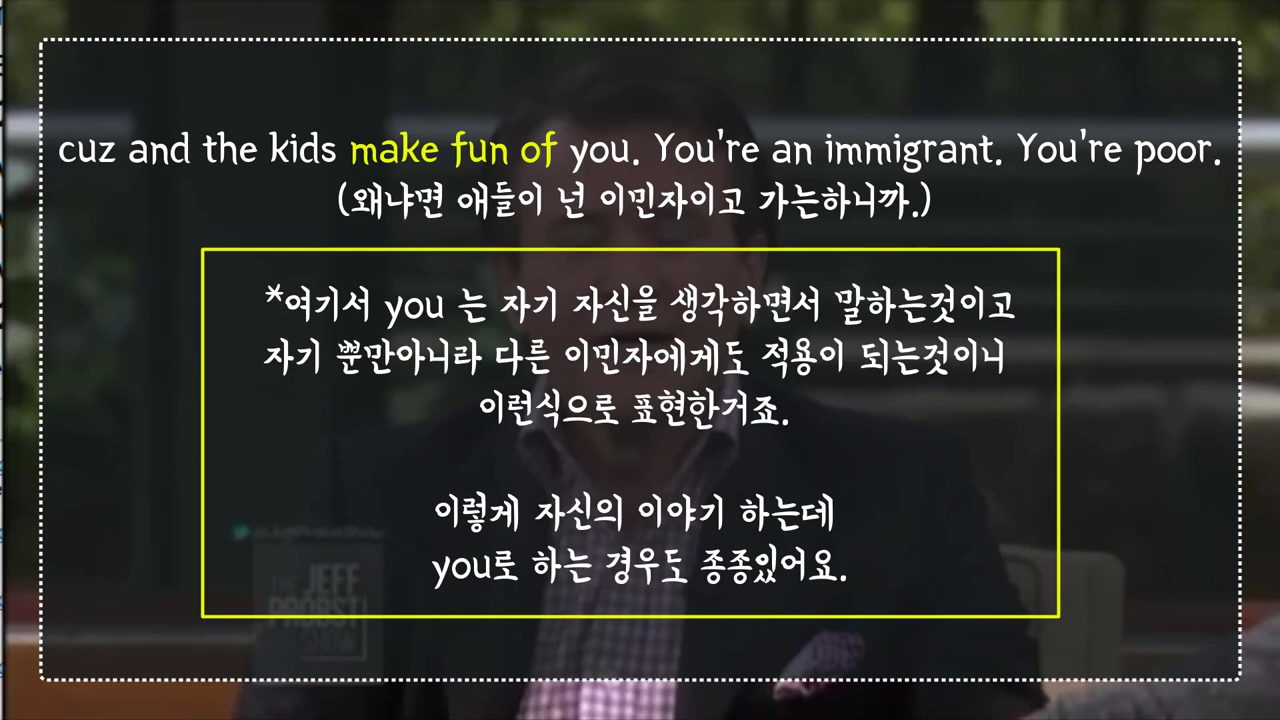 cuz and the kids make fun of you. You're an immigrant. You're poor.
(왜냐면 애들이 넌 이민자이고 가는하니까.)
*여기서 you 는 자기 자신을 생각하면서 말하는것이고
자기 뿐만아니라 다른 이민자에게도 적용이 되는것이니
이런식으로 표현한거죠.
이렇게 자신의 이야기 하는데
you로 하는 경우도 종종있어요.
THE JEFF
PROBST
SHOW